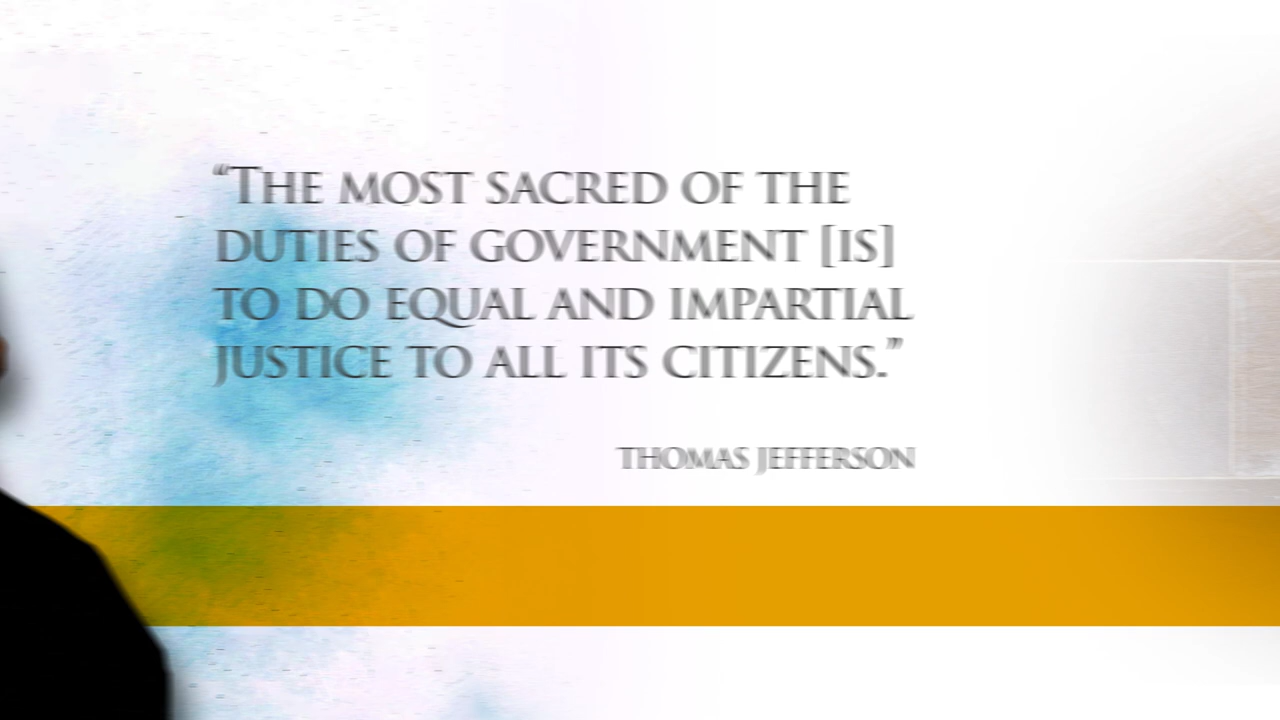 “THE MOST SACRED OF THE
DUTIES OF GOVERNMENT [IS]
TO DO EQUAL AND IMPARTIAL
JUSTICE TO ALL ITS CITIZENS.”
THOMAS JEFFERSON